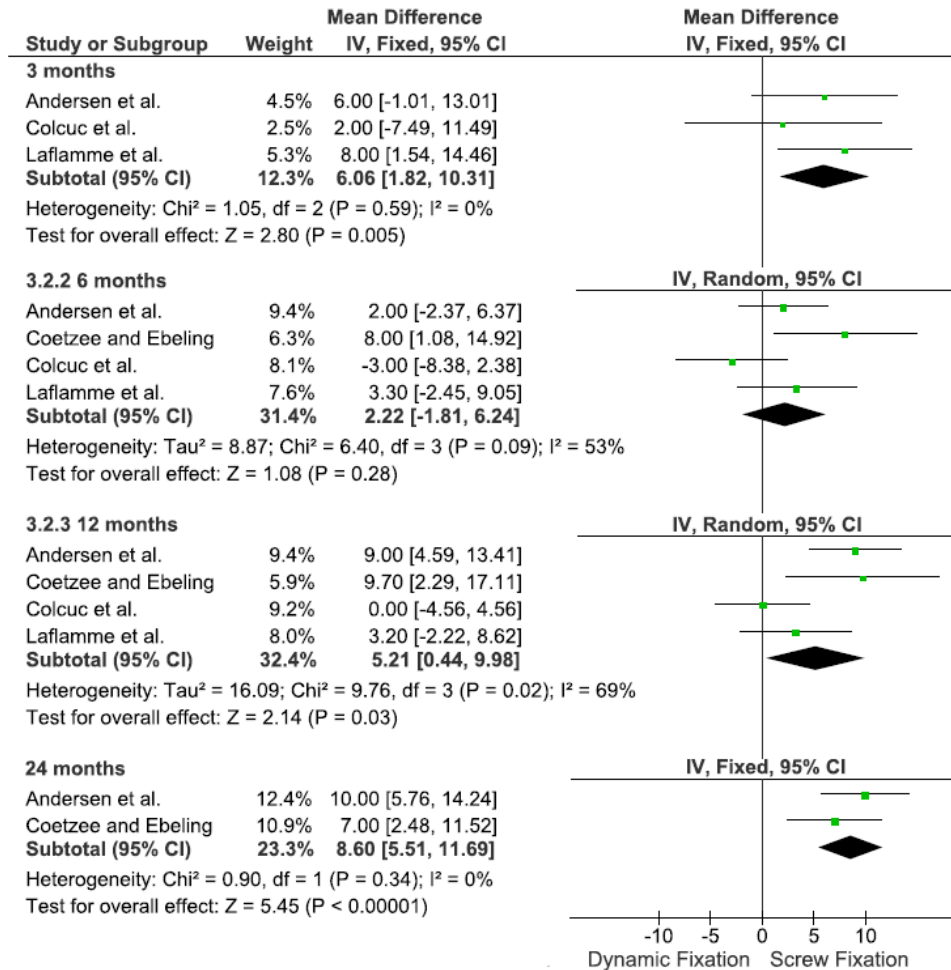 Mean Difference Mean Difference
Study or Subgroup Weight IV, Fixed, 95% CI IV, Fixed, 95% CI
3 months
Andersen et al. 4.5% 6.00 [-1.01, 13.01]
Colcuc et al. 2.5% 2.00 [-7.49, 11.49]
Laflamme et al. 5.3% 8.00 [1.54, 14.46]
Subtotal (95% CI) 12.3% 6.06 [1.82, 10.31]
Heterogeneity: Chi² = 1.05, df = 2 (P = 0.59); I² = 0%
Test for overall effect: Z = 2.80 (P = 0.005)
3.2.2 6 months IV, Random, 95% CI
Andersen et al. 9.4% 2.00 [-2.37, 6.37]
Coetzee and Ebeling 6.3% 8.00 [1.08, 14.92]
Colcuc et al. 8.1% -3.00 [-8.38, 2.38]
Laflamme et al. 7.6% 3.30 [-2.45, 9.05]
Subtotal (95% CI) 31.4% 2.22 [-1.81, 6.24]
Heterogeneity: Tau² = 8.87; Chi² = 6.40, df = 3 (P = 0.09); I² = 53%
Test for overall effect: Z = 1.08 (P = 0.28)
3.2.3 12 months IV, Random, 95% CI
Andersen et al. 9.4% 9.00 [4.59, 13.41]
Coetzee and Ebeling 5.9% 9.70 [2.29, 17.11]
Colcuc et al. 9.2% 0.00 [-4.56, 4.56]
Laflamme et al. 8.0% 3.20 [-2.22, 8.62]
Subtotal (95% CI) 32.4% 5.21 [0.44, 9.98]
Heterogeneity: Tau² = 16.09; Chi² = 9.76, df = 3 (P = 0.02); I² = 69%
Test for overall effect: Z = 2.14 (P = 0.03)
24 months IV, Fixed, 95% CI
Andersen et al. 12.4% 10.00 [5.76, 14.24]
Coetzee and Ebeling 10.9% 7.00 [2.48, 11.52]
Subtotal (95% CI) 23.3% 8.60 [5.51, 11.69]
Heterogeneity: Chi² = 0.90, df = 1 (P = 0.34); I² = 0%
Test for overall effect: Z = 5.45 (P < 0.00001)
-10 -5 0 5 10
Dynamic Fixation Screw Fixation